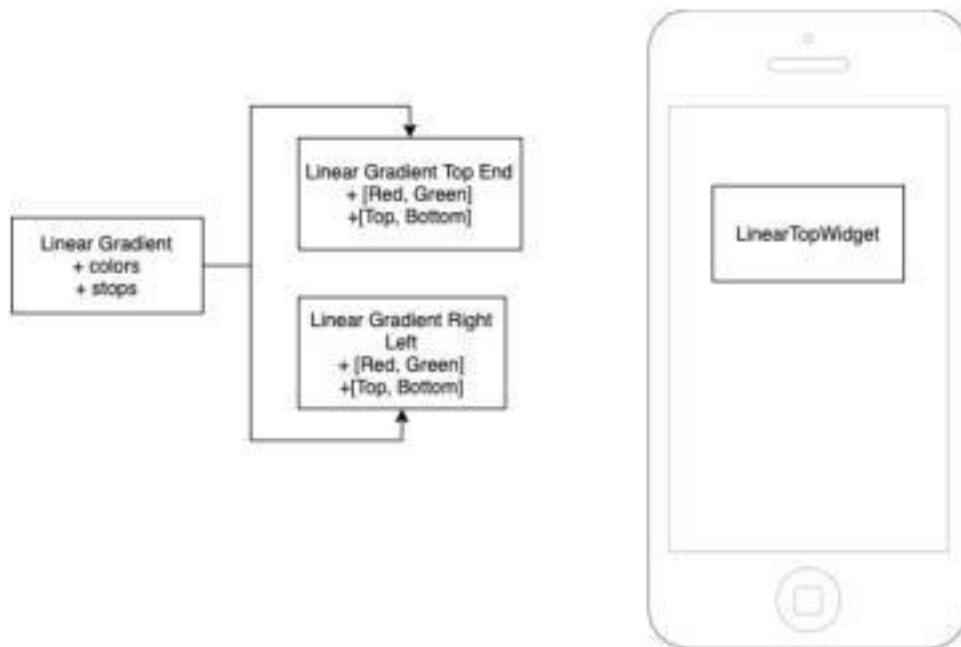 Linear Gradient
+ colors
+ stops
Linear Gradient Top End
+ [Red, Green]
+[Top, Bottom]
Linear Gradient Right
Left
+ [Red, Green]
+[Top, Bottom]
LinearTopWidget